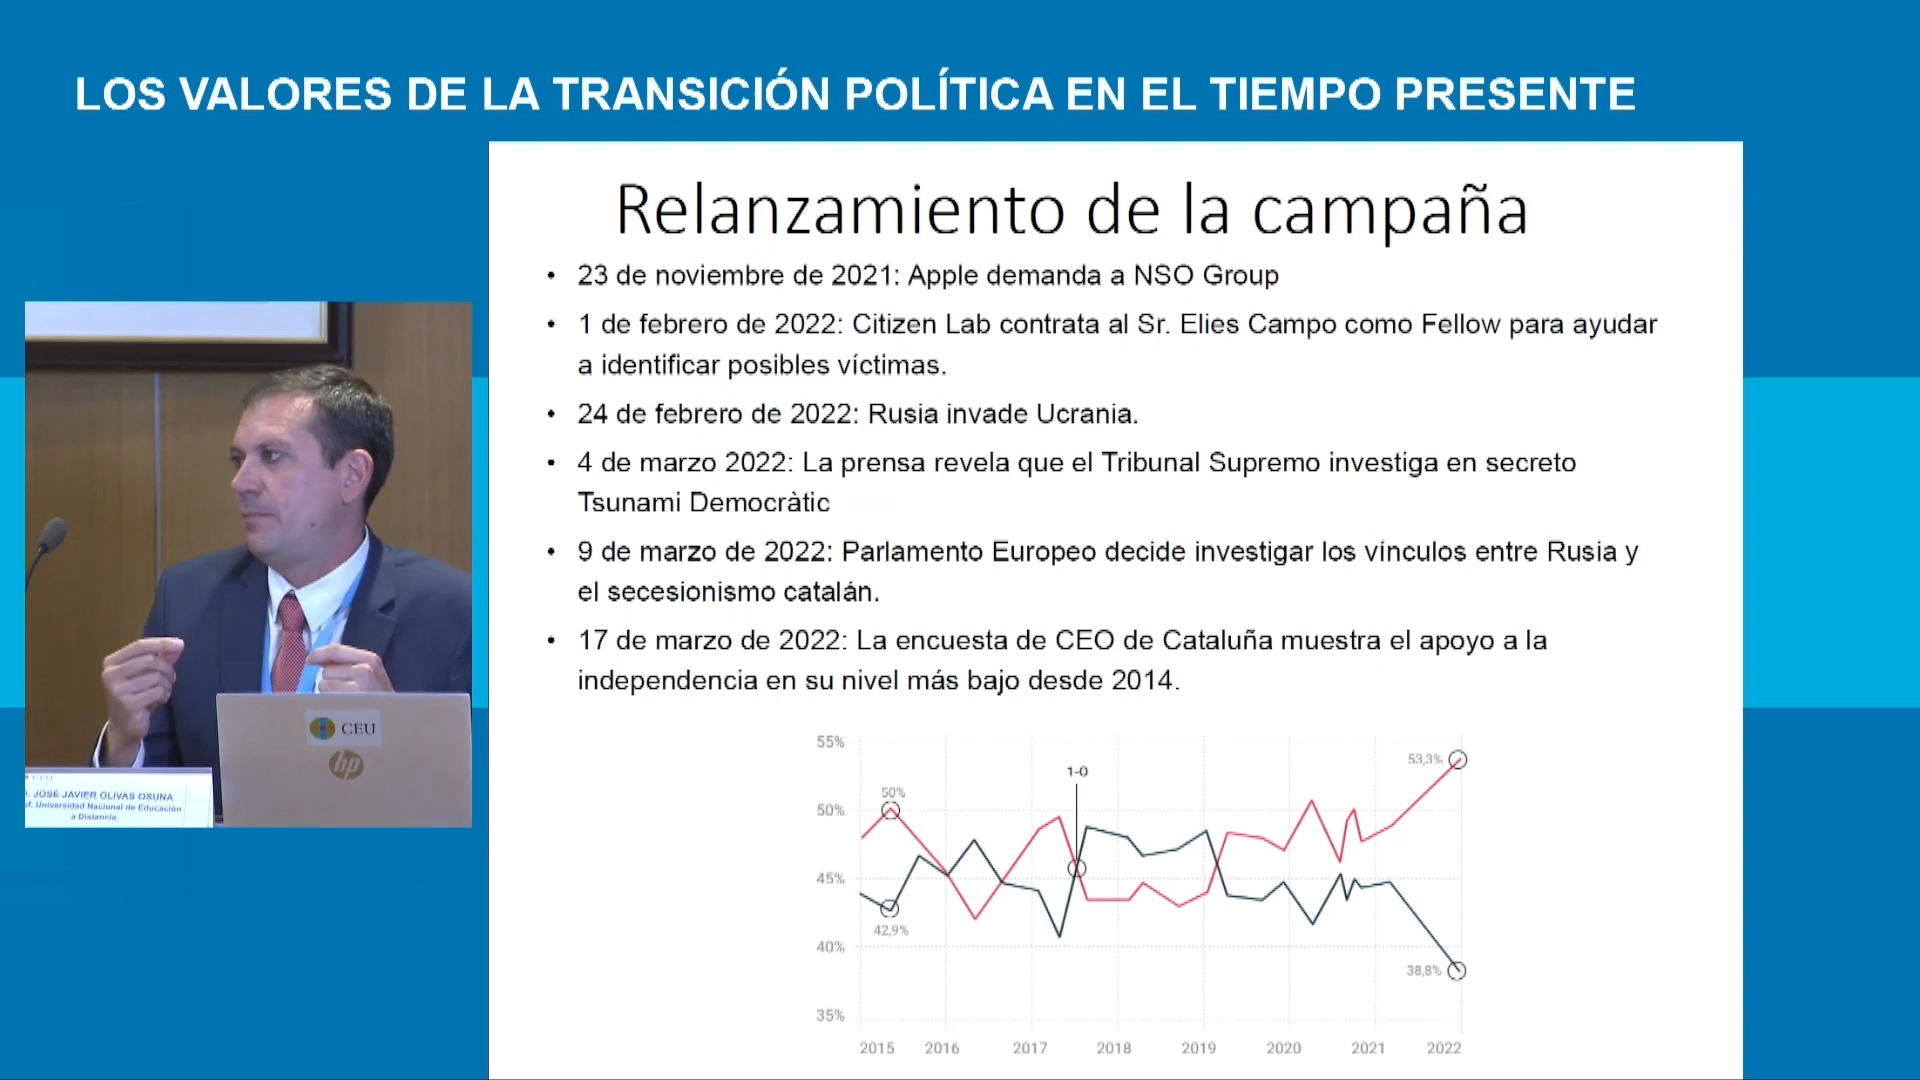 LOS VALORES DE LA TRANSICIÓN POLÍTICA EN EL TIEMPO PRESENTE
Relanzamiento de la campaña
• 23 de noviembre de 2021: Apple demanda a NSO Group
• 1 de febrero de 2022: Citizen Lab contrata al Sr. Elies Campo como Fellow para ayudar
a identificar posibles víctimas.
• 24 de febrero de 2022: Rusia invade Ucrania.
• 4 de marzo 2022: La prensa revela que el Tribunal Supremo investiga en secreto
Tsunami Democràtic
• 9 de marzo de 2022: Parlamento Europeo decide investigar los vínculos entre Rusia y
el secesionismo catalán.
• 17 de marzo de 2022: La encuesta de CEO de Cataluña muestra el apoyo a la
independencia en su nivel más bajo desde 2014.
55%
50%
45%
40%
35%
50%
42,9%
1-O
53,3%
38,8%
2015 2016 2017 2018 2019 2020 2021 2022
CEU
hp
CEU
JOSÉ JAVIER OLIVAS OSUNA
Universidad Nacional de Educación
a Distancia.